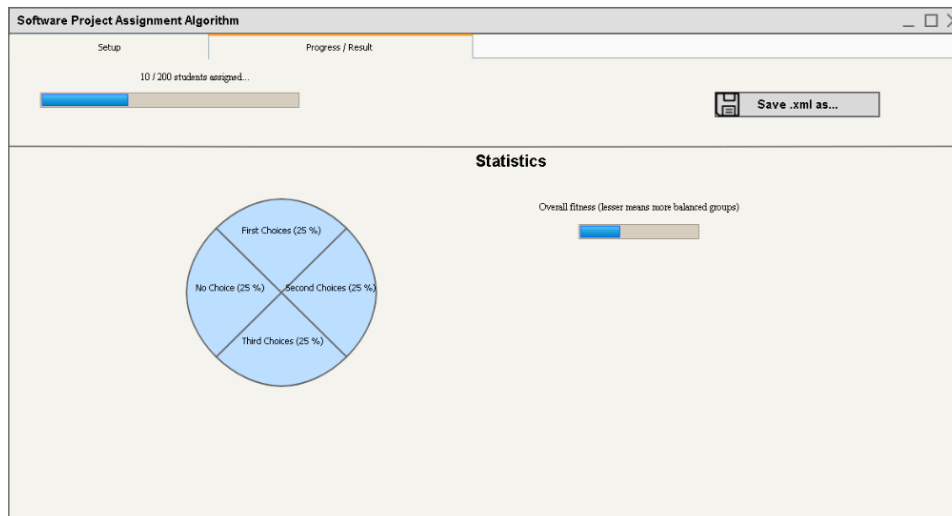 Software Project Assignment Algorithm
Setup
Progress / Result
10 / 200 students assigned...
Save .xml as...
Statistics
First Choices (25 %)
No Choice (25 %)
Second Choices (25 %)
Third Choices (25 %)
Overall fitness (lesser means more balanced groups)